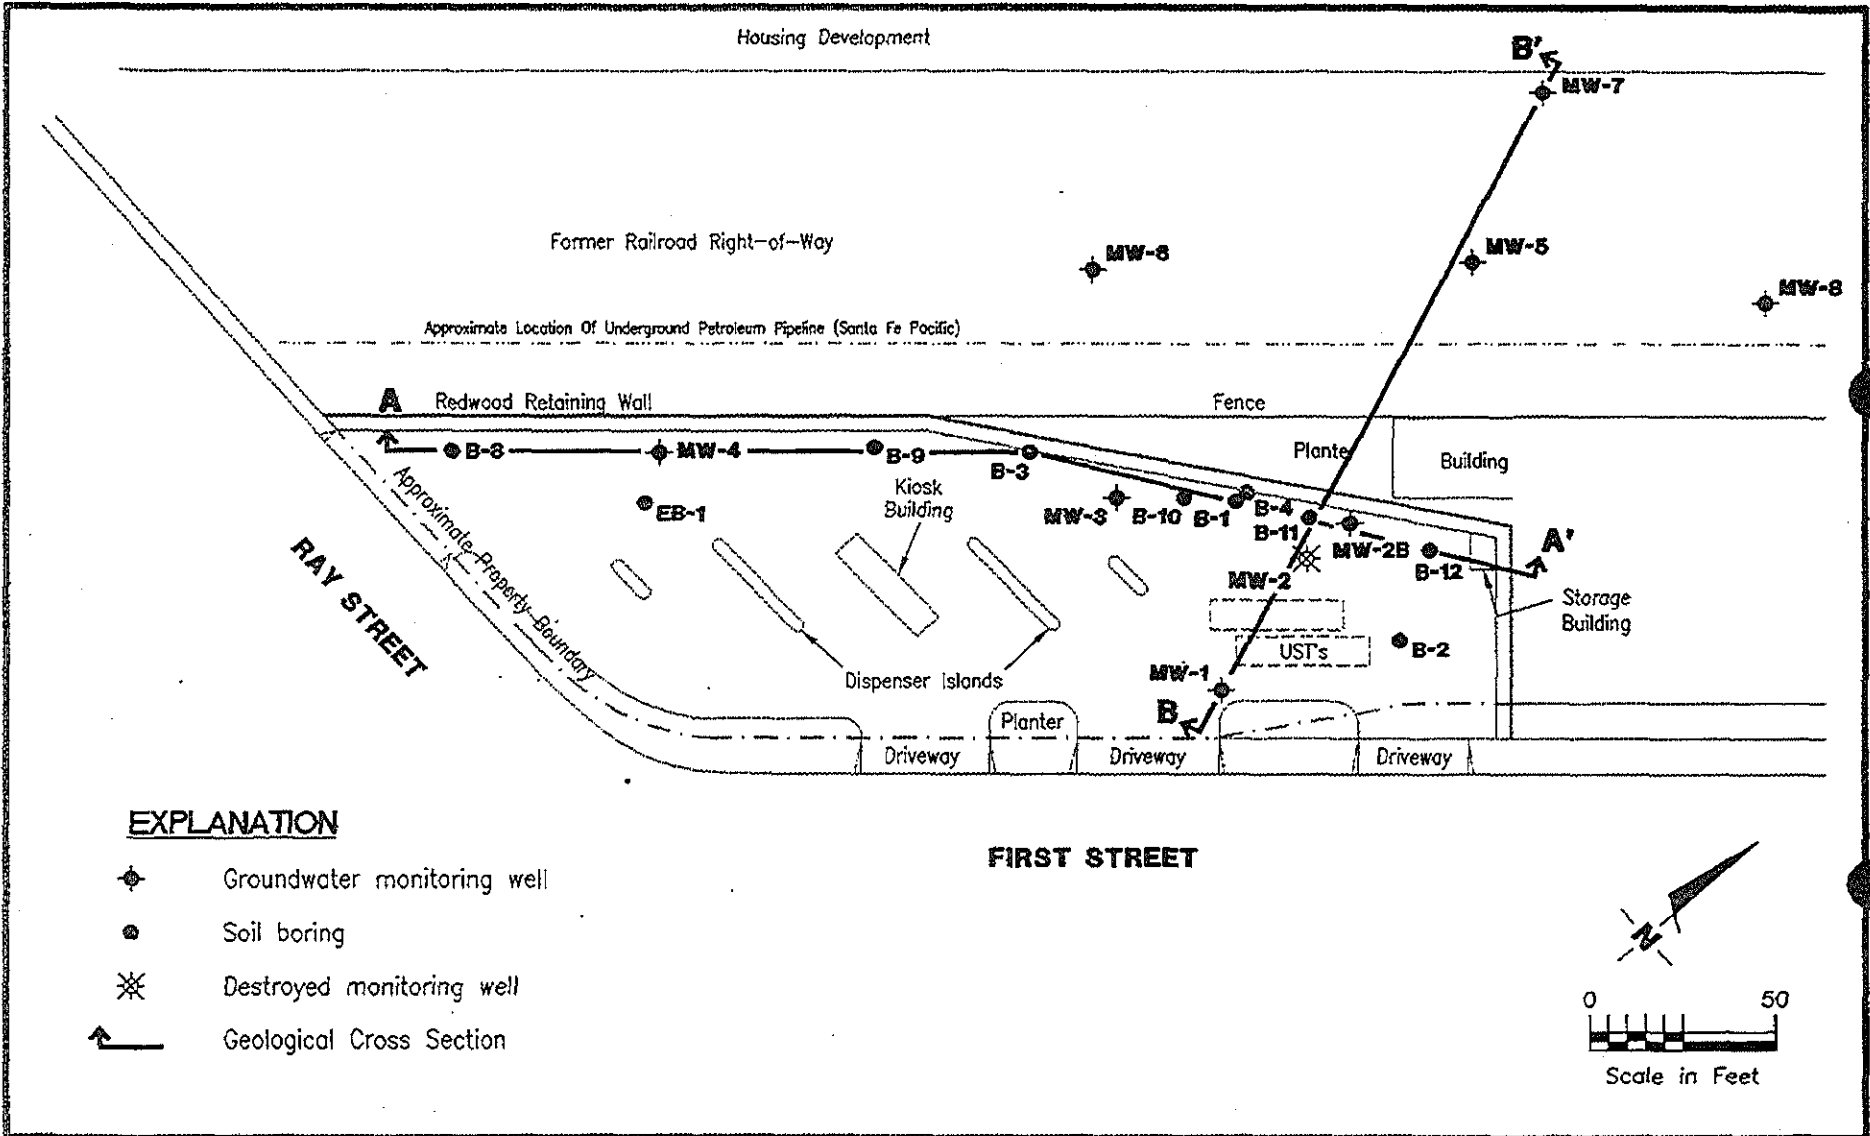 Housing Development
B'
MW-7
Former Railroad Right-of-Way
MW-6
MW-5
MW-8
Approximate Location Of Underground Petroleum Pipeline (Santa Fe Pacific)
A
Redwood Retaining Wall
Fence
Plante
Building
B-8
MW-4
B-9
B-3
Kiosk
Building
EB-1
MW-3
B-10
B-1
B-4
B-11
MW-2B
B-12
A'
MW-2
Storage
Building
RAY STREET
Approximate Property Boundary
UST's
B-2
Dispenser Islands
MW-1
B
Planter
Driveway
Driveway
Driveway
EXPLANATION
Groundwater monitoring well
Soil boring
Destroyed monitoring well
Geological Cross Section
FIRST STREET
N
0 50
Scale in Feet